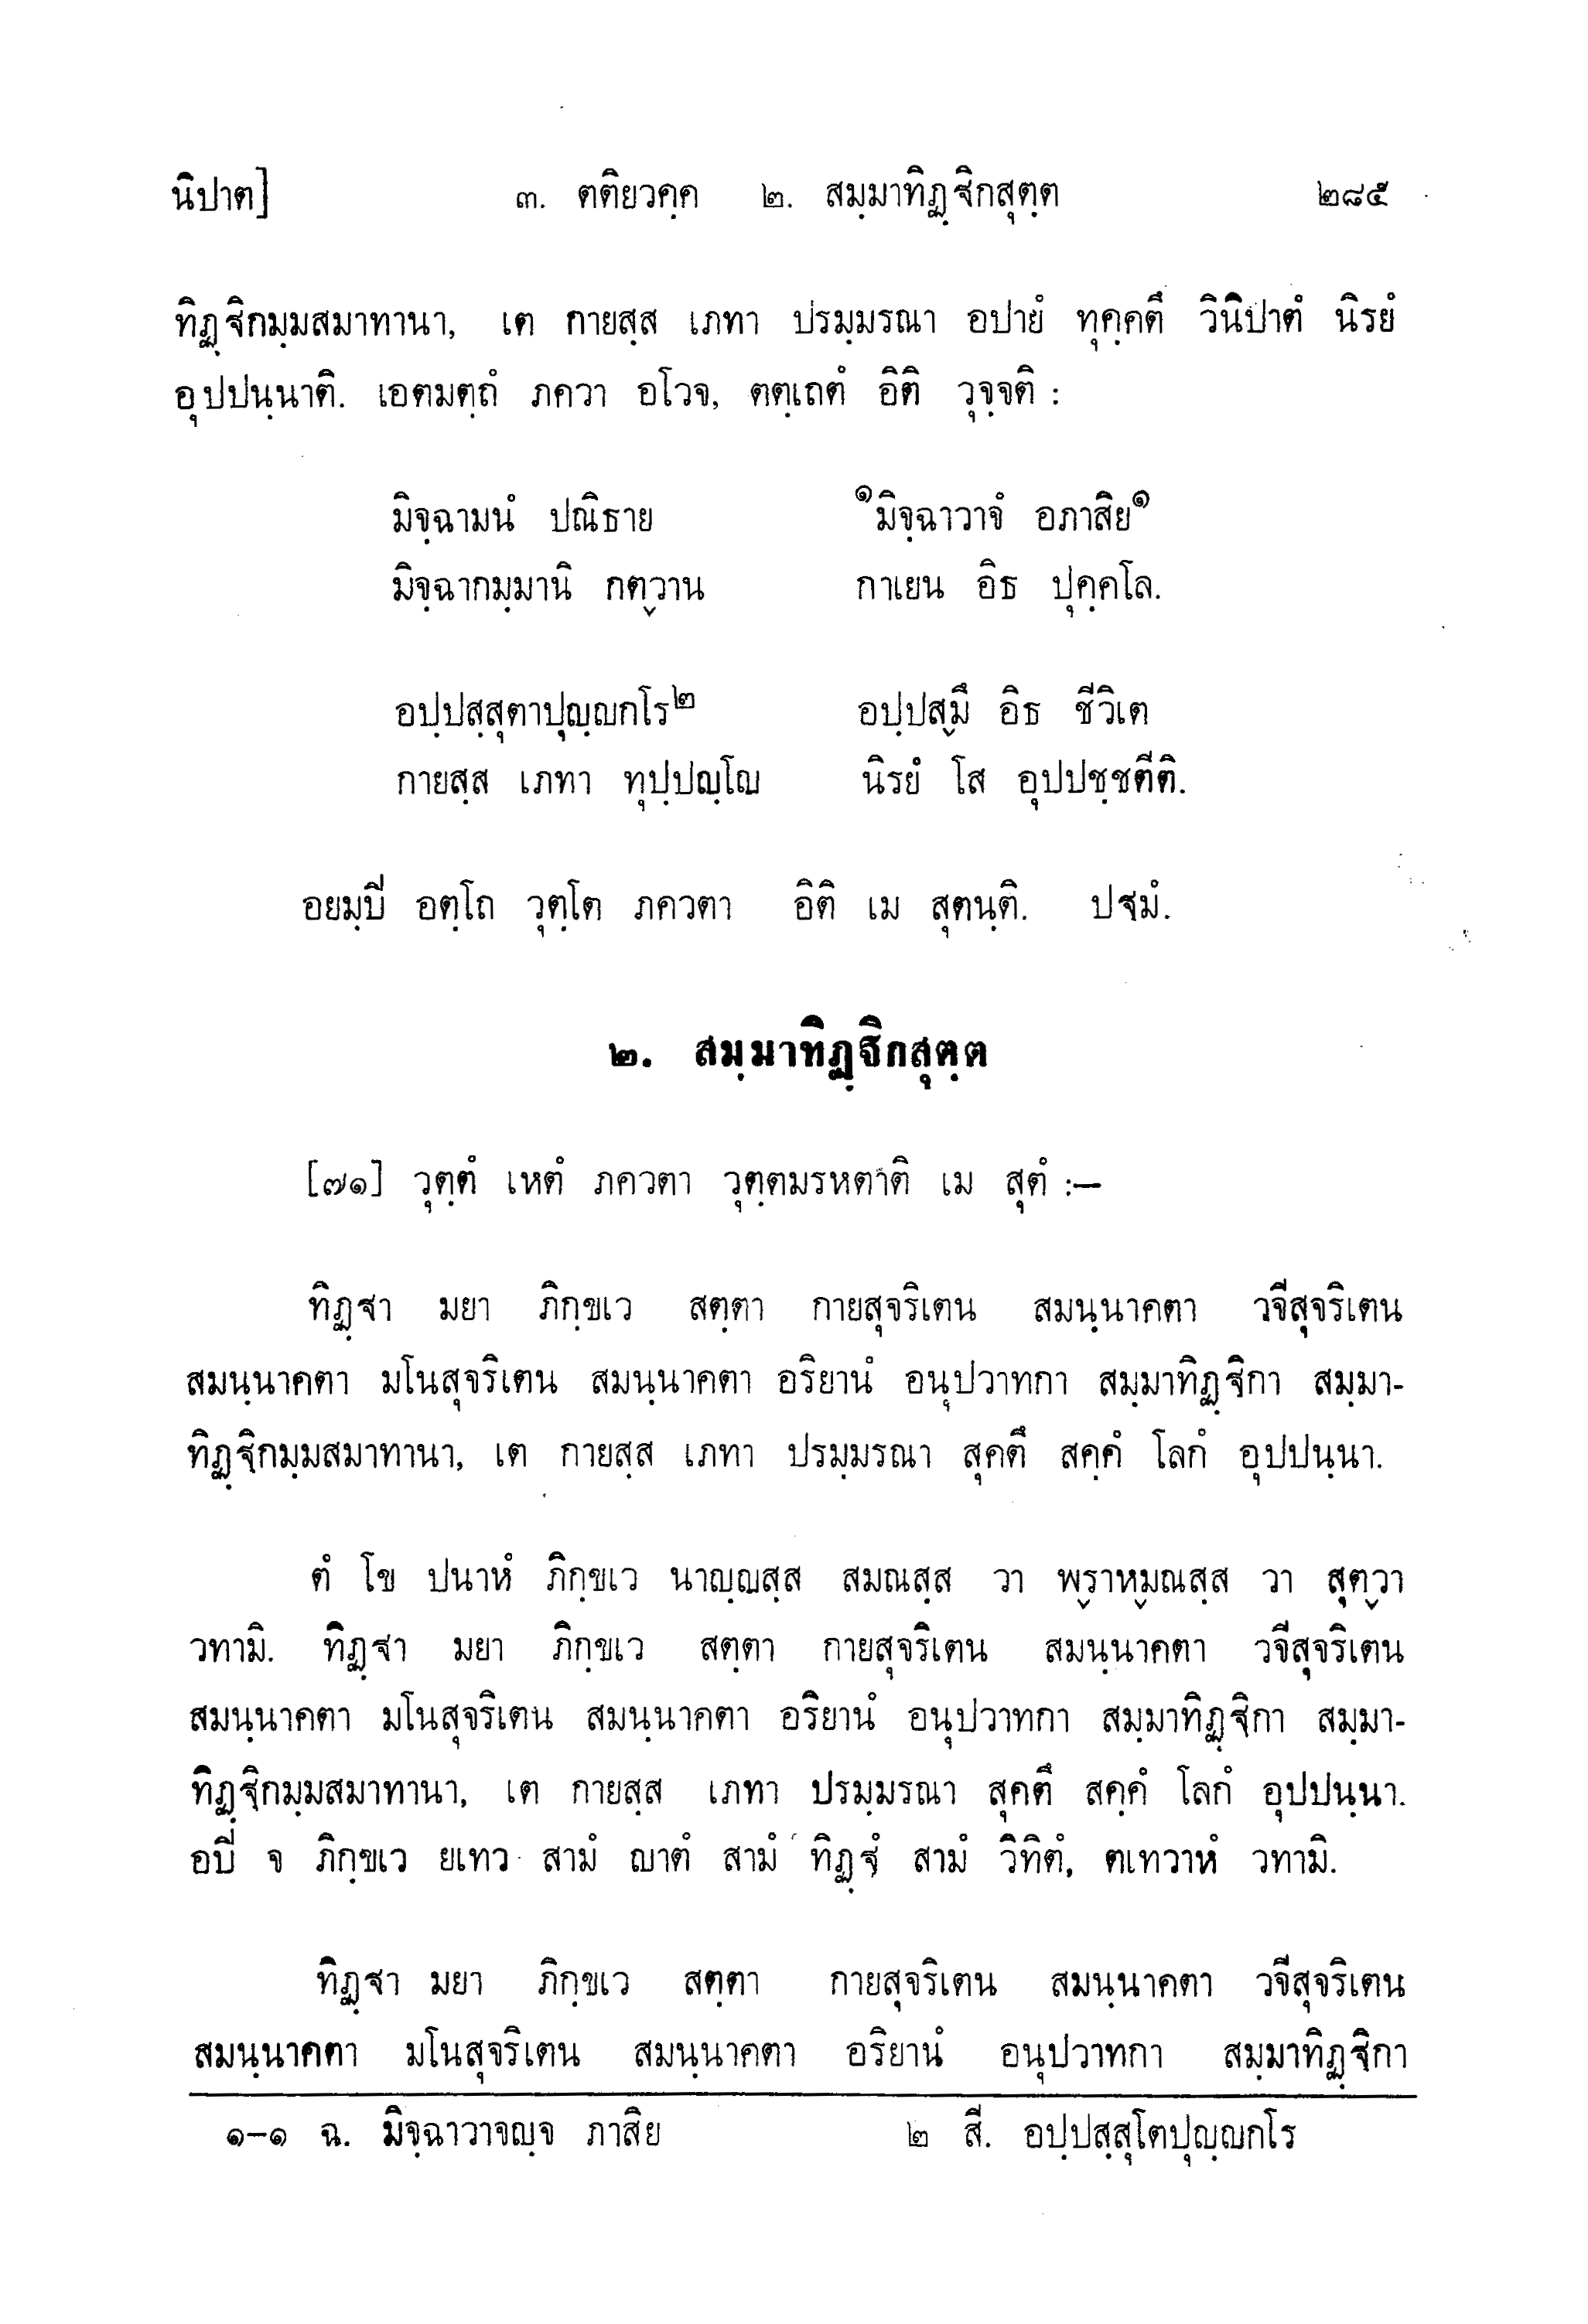 นิปาต] ๓. ตติยวคฺค ๒. สมฺมาทิฏฺฐิกสุตฺต ๒๘๕
ทิฏฺฐิกมฺมสมาทานา, เต กายสฺส เภทา ปรมฺมรณา อปายํ ทุคฺคตึ วินิปาตํ นิรยํ
อุปปนฺนาติ. เอตมตฺถํ ภควา อโวจ, ตตฺเถตํ อิติ วุจฺจติ :
มิจฺฉามนํ ปณิธาย ๑มิจฺฉาวาจํ อภาสิย๑
มิจฺฉากมฺมานิ กตฺวาน กาเยน อิธ ปุคฺคโล.
อปฺปสฺสุตาปุญฺญกโร๒ อปฺปสฺมึ อิธ ชีวิเต
กายสฺส เภทา ทุปฺปญฺโญ นิรยํ โส อุปปชฺชตีติ.
อยมฺปิ อตฺโถ วุตฺโต ภควตา อิติ เม สุตนฺติ. ปฐมํ.
๒. สมฺมาทิฏฺฐิกสุตฺต
[๗๑] วุตฺตํ เหตํ ภควตา วุตฺตมรหตาติ เม สุตํ :—
ทิฏฺฐา มยา ภิกฺขเว สตฺตา กายสุจริเตน สมนฺนาคตา วจีสุจริเตน
สมนฺนาคตา มโนสุจริเตน สมนฺนาคตา อริยานํ อนุปวาทกา สมฺมาทิฏฺฐิกา สมฺมา-
ทิฏฺฐิกมฺมสมาทานา, เต กายสฺส เภทา ปรมฺมรณา สุคตึ สคฺคํ โลกํ อุปปนฺนา.
ตํ โข ปนาหํ ภิกฺขเว นาญฺญสฺส สมณสฺส วา พฺราหฺมณสฺส วา สุตฺวา
วทามิ. ทิฏฺฐา มยา ภิกฺขเว สตฺตา กายสุจริเตน สมนฺนาคตา วจีสุจริเตน
สมนฺนาคตา มโนสุจริเตน สมนฺนาคตา อริยานํ อนุปวาทกา สมฺมาทิฏฺฐิกา สมฺมา-
ทิฏฺฐิกมฺมสมาทานา, เต กายสฺส เภทา ปรมฺมรณา สุคตึ สคฺคํ โลกํ อุปปนฺนา.
อปิ จ ภิกฺขเว ยเทว สามํ ญาตํ สามํ ทิฏฺฐํ สามํ วิทิตํ, ตเทวาหํ วทามิ.
ทิฏฺฐา มยา ภิกฺขเว สตฺตา กายสุจริเตน สมนฺนาคตา วจีสุจริเตน
สมนฺนาคตา มโนสุจริเตน สมนฺนาคตา อริยานํ อนุปวาทกา สมฺมาทิฏฺฐิกา
๑–๑ ฉ. มิจฺฉาวาจญฺจ ภาสิย ๒ สี. อปฺปสฺสุโตปุญฺญกโร